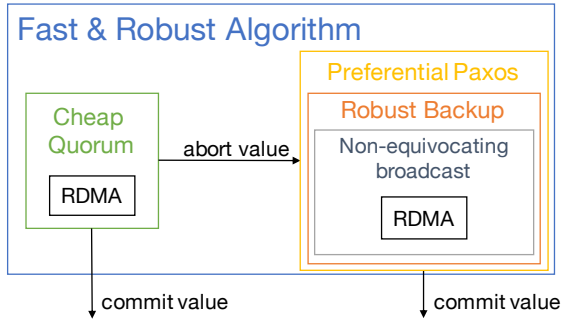 Fast & Robust Algorithm
Preferential Paxos
Cheap
Quorum
Robust Backup
abort value
Non-equivocating
broadcast
RDMA
RDMA
commit value
commit value